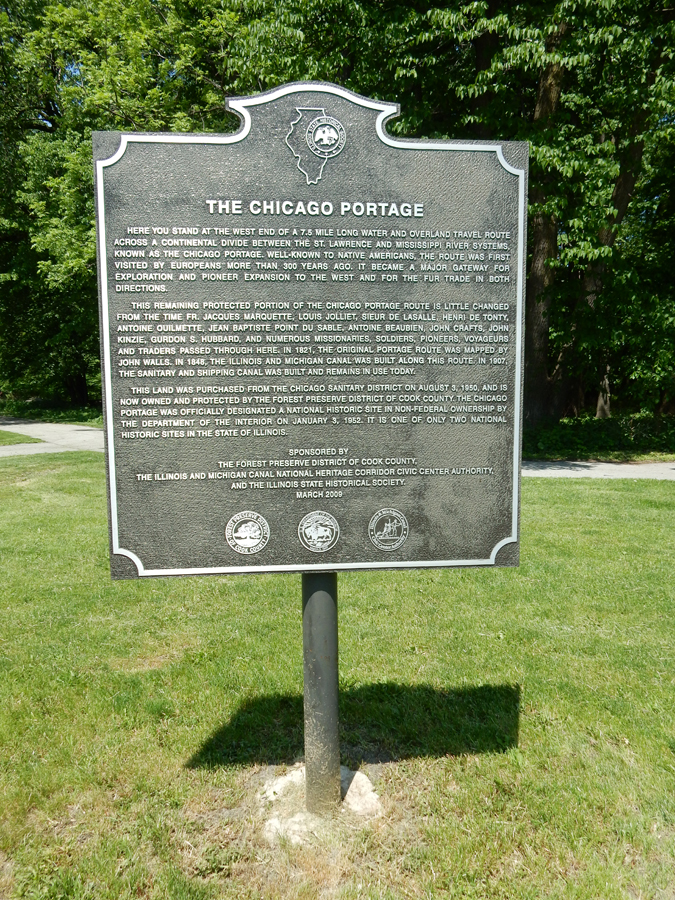 THE CHICAGO PORTAGE
HERE YOU STAND AT THE WEST END OF A 7.5 MILE LONG WATER AND OVERLAND TRAVEL ROUTE
ACROSS A CONTINENTAL DIVIDE BETWEEN THE ST. LAWRENCE AND MISSISSIPPI RIVER SYSTEMS,
KNOWN AS THE CHICAGO PORTAGE. WELL-KNOWN TO NATIVE AMERICANS, THE ROUTE WAS FIRST
VISITED BY EUROPEANS MORE THAN 300 YEARS AGO. IT BECAME A MAJOR GATEWAY FOR
EXPLORATION AND PIONEER EXPANSION TO THE WEST AND FOR THE FUR TRADE IN BOTH
DIRECTIONS.
THIS REMAINING PROTECTED PORTION OF THE CHICAGO PORTAGE ROUTE IS LITTLE CHANGED
FROM THE TIME FR. JACQUES MARQUETTE, LOUIS JOLLIET, SIEUR DE LASALLE, HENRI DE TONTY,
ANTOINE OUILMETTE, JEAN BAPTISTE POINT DU SABLE, ANTOINE BEAUBIEN, JOHN CRAFTS, JOHN
KINZIE, GURDON S. HUBBARD, AND NUMEROUS MISSIONARIES, SOLDIERS, PIONEERS, VOYAGEURS
AND TRADERS PASSED THROUGH HERE. IN 1821, THE ORIGINAL PORTAGE ROUTE WAS MAPPED BY
JOHN WALLS. IN 1848, THE ILLINOIS AND MICHIGAN CANAL WAS BUILT ALONG THIS ROUTE. IN 1907,
THE SANITARY AND SHIPPING CANAL WAS BUILT AND REMAINS IN USE TODAY.
THIS LAND WAS PURCHASED FROM THE CHICAGO SANITARY DISTRICT ON AUGUST 3, 1950, AND IS
NOW OWNED AND PROTECTED BY THE FOREST PRESERVE DISTRICT OF COOK COUNTY. THE CHICAGO
PORTAGE WAS OFFICIALLY DESIGNATED A NATIONAL HISTORIC SITE IN NON-FEDERAL OWNERSHIP BY
THE DEPARTMENT OF THE INTERIOR ON JANUARY 3, 1952. IT IS ONE OF ONLY TWO NATIONAL
HISTORIC SITES IN THE STATE OF ILLINOIS.
SPONSORED BY
THE FOREST PRESERVE DISTRICT OF COOK COUNTY,
THE ILLINOIS AND MICHIGAN CANAL NATIONAL HERITAGE CORRIDOR CIVIC CENTER AUTHORITY,
AND THE ILLINOIS STATE HISTORICAL SOCIETY.
MARCH 2009
FOREST PRESERVE DISTRICT
OF COOK COUNTY